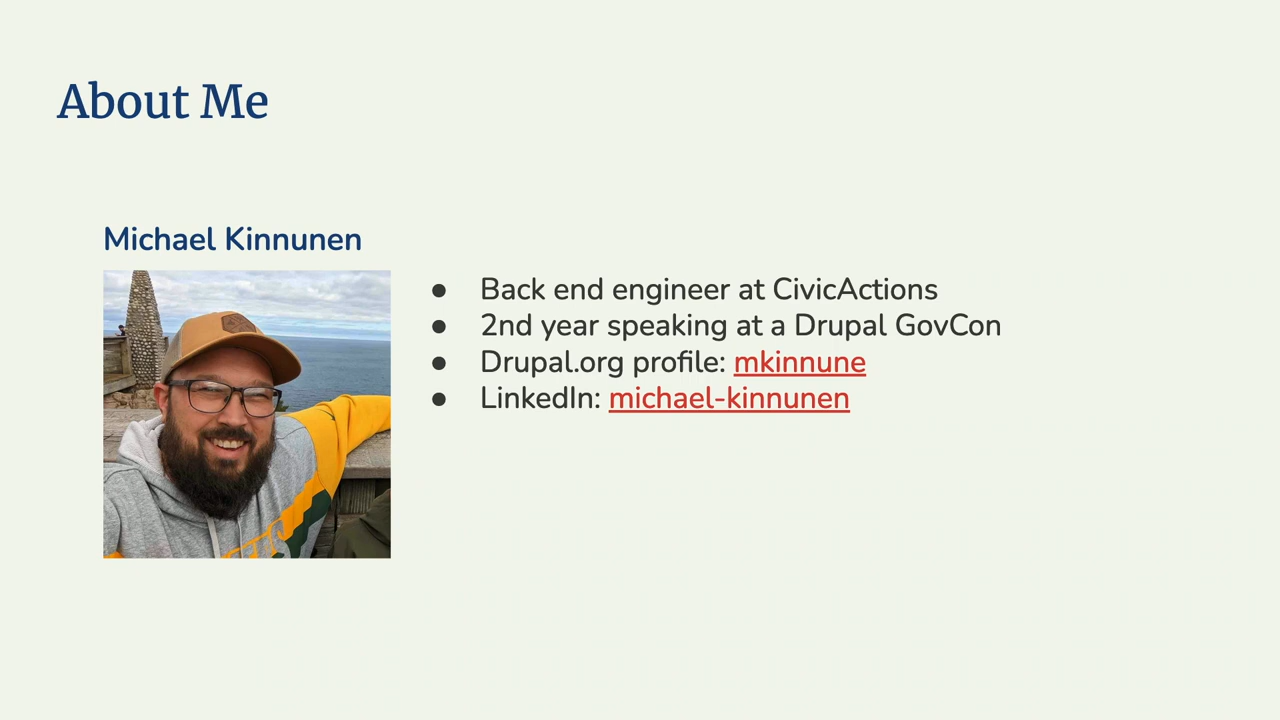 About Me
Michael Kinnunen
● Back end engineer at CivicActions
● 2nd year speaking at a Drupal GovCon
● Drupal.org profile: mkinnune
● LinkedIn: michael-kinnunen